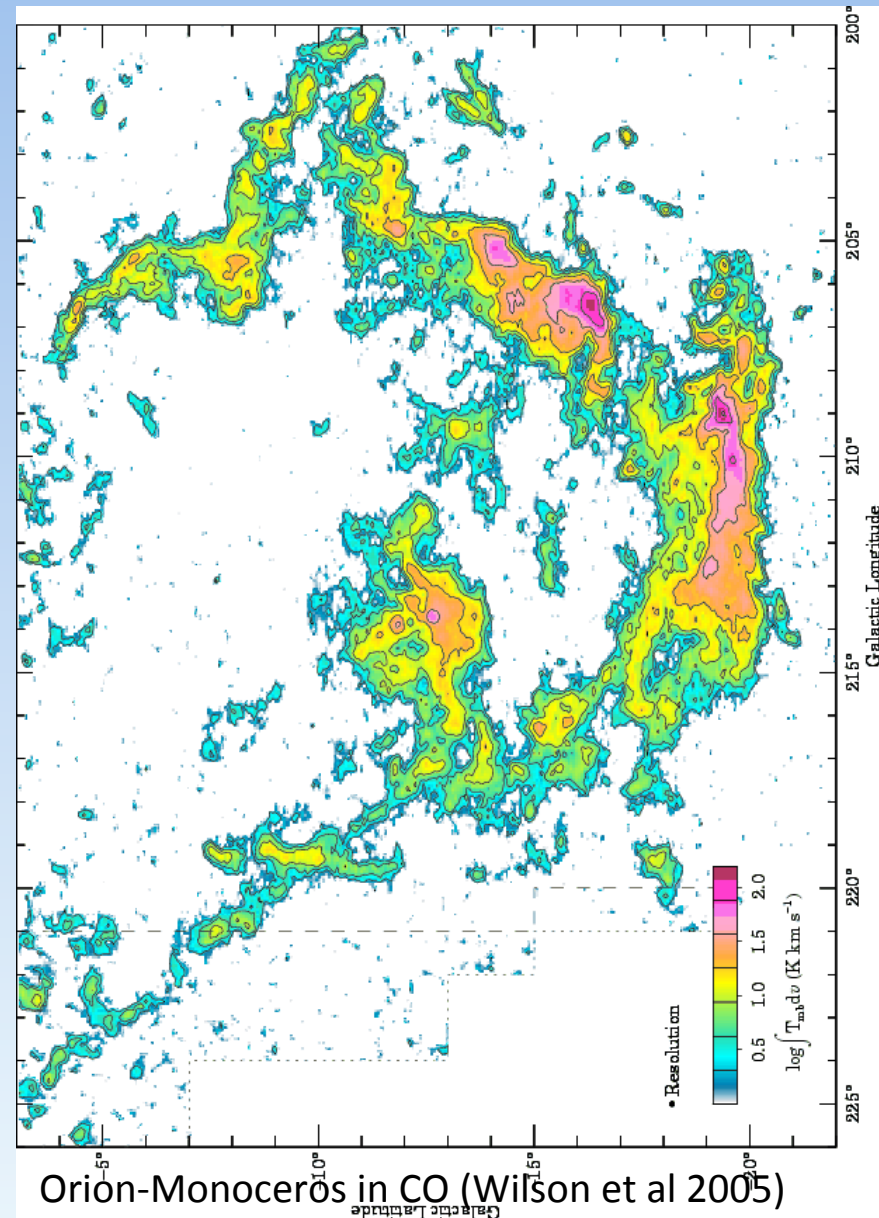 200°
205°
210°
215°
220°
225°
Galactic Longitude
-5°
-10°
-15°
-20°
Galactic Latitude
• Resolution
0.5 1.0 1.5 2.0
log∫T_mb dv (K km s⁻¹)
Orion-Monoceros in CO (Wilson et al 2005)